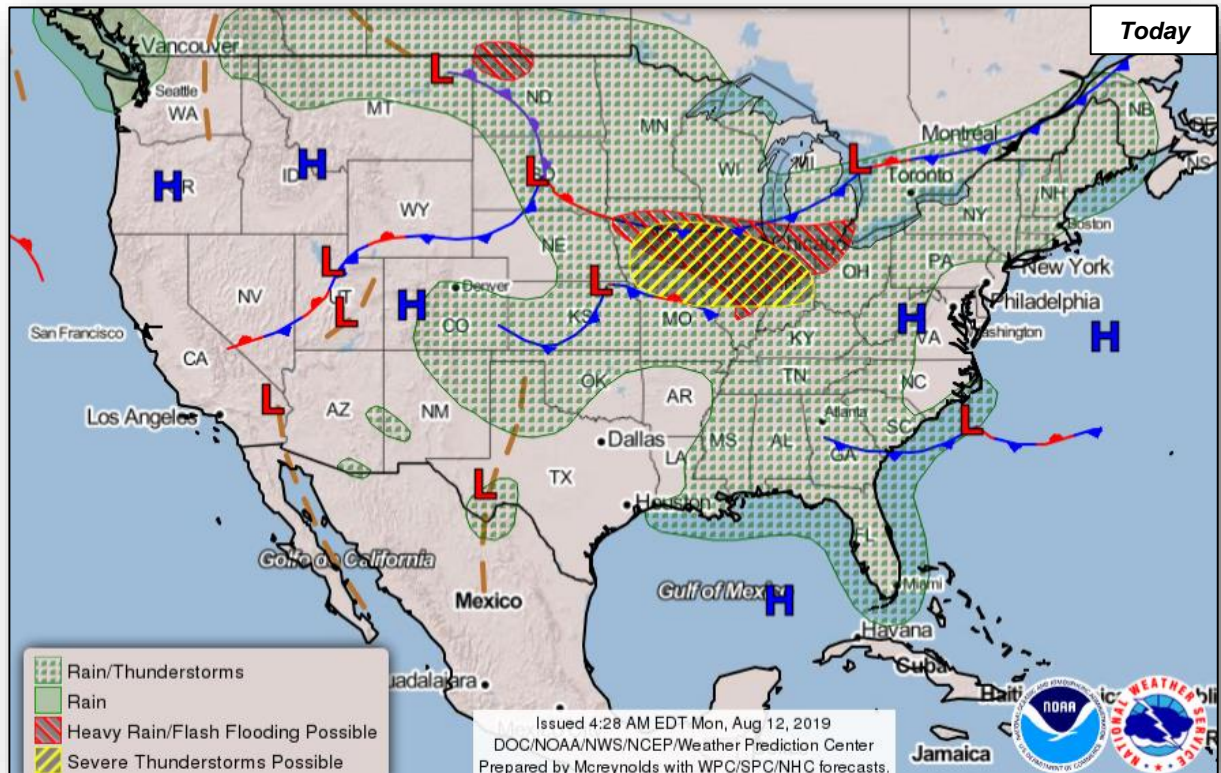 Today
Vancouver
Seattle
WA
MT
ND
MN
Montréal
NB
NS
L
L
L
MI
Toronto
WI
SD
H
H
ID
WY
NE
NH
NY
Boston
Chicago
PA
OH
New York
Philadelphia
Washington
VA
H
H
L
L
L
UT
NV
H
Denver
CO
KS
MO
KY
San Francisco
CA
TN
NC
OK
AR
L
Los Angeles
AZ
NM
L
Atlanta
SC
GA
MS
AL
Dallas
LA
TX
L
Houston
FL
Golfo de California
Mexico
Gulf of Mexico
H
Miami
Havana
Cuba
Jamaica
Rain/Thunderstorms
Rain
Heavy Rain/Flash Flooding Possible
Severe Thunderstorms Possible
Issued 4:28 AM EDT Mon, Aug 12, 2019
DOC/NOAA/NWS/NCEP/Weather Prediction Center
Prepared by Mcreynolds with WPC/SPC/NHC forecasts.
NOAA
NATIONAL WEATHER SERVICE